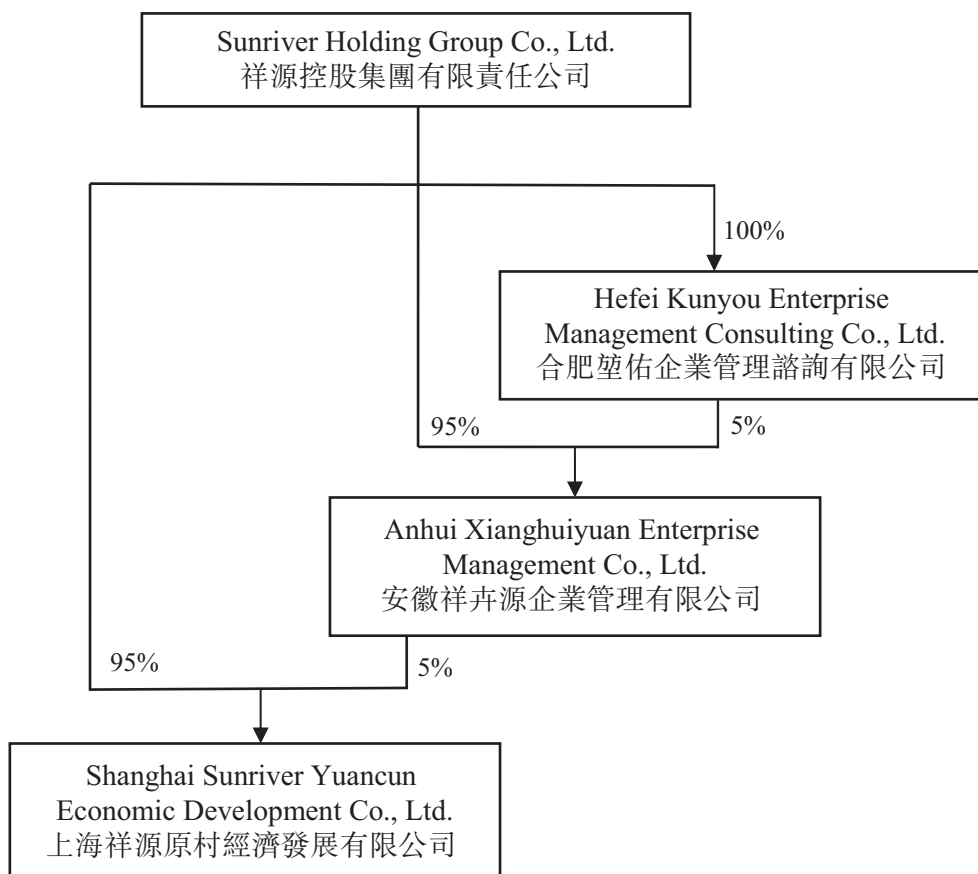 Sunriver Holding Group Co., Ltd.
祥源控股集團有限責任公司
100%
Hefei Kunyou Enterprise
Management Consulting Co., Ltd.
合肥堃佑企業管理諮詢有限公司
95%
5%
Anhui Xianghuiyuan Enterprise
Management Co., Ltd.
安徽祥卉源企業管理有限公司
95%
5%
Shanghai Sunriver Yuancun
Economic Development Co., Ltd.
上海祥源原村經濟發展有限公司